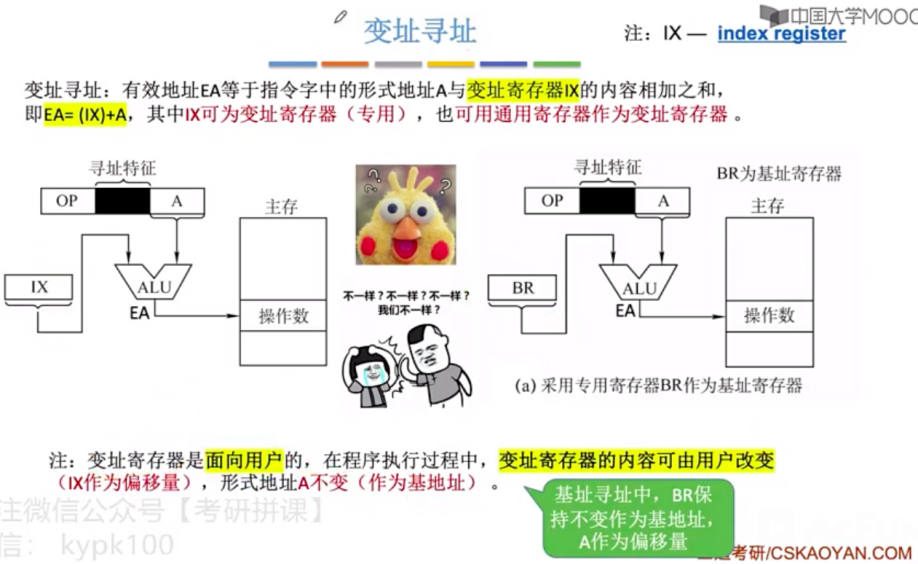 中国大学MOOC
变址寻址
注：IX — index register
变址寻址：有效地址EA等于指令字中的形式地址A与变址寄存器IX的内容相加之和，
即EA= (IX)+A，其中IX可为变址寄存器（专用），也可用通用寄存器作为变址寄存器 。
寻址特征
OP
A
主存
IX
ALU
EA
操作数
? ? ?
不一样？不一样？不一样？
我们不一样？
寻址特征
BR为基址寄存器
OP
A
主存
BR
ALU
EA
操作数
(a) 采用专用寄存器BR作为基址寄存器
注：变址寄存器是面向用户的，在程序执行过程中，变址寄存器的内容可由用户改变
（IX作为偏移量），形式地址A不变（作为基地址） 。
基址寻址中，BR保
持不变作为基地址，
A作为偏移量
注微信公众号【考研拼课】
信： kypk100
考研/CSKAOYAN.COM